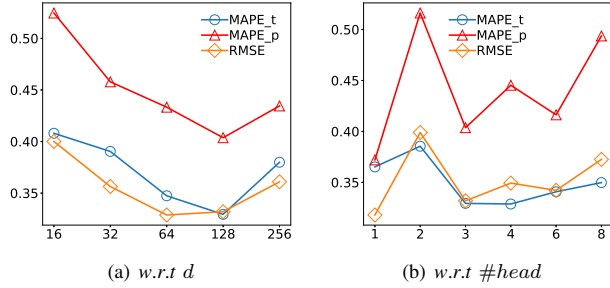 MAPE_t
MAPE_p
RMSE
0.50
0.45
0.40
0.35
16 32 64 128 256
(a) w.r.t d
MAPE_t
MAPE_p
RMSE
0.50
0.45
0.40
0.35
1 2 3 4 6 8
(b) w.r.t #head